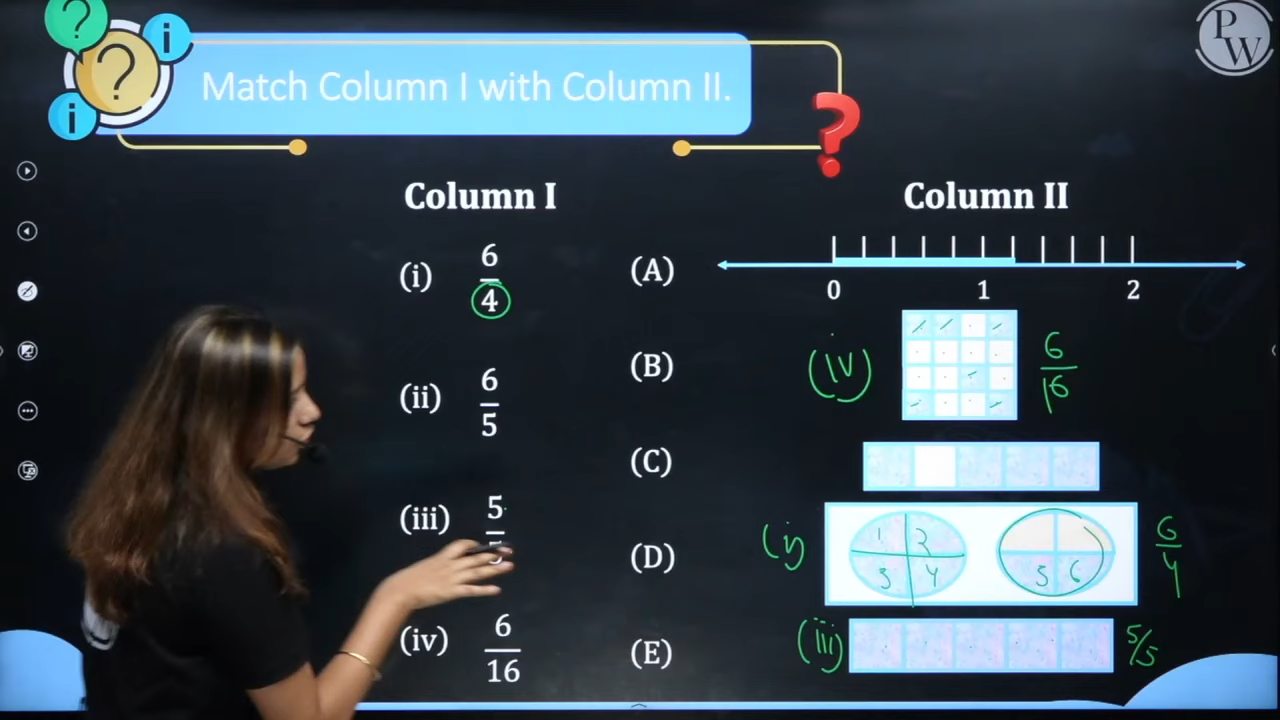 Match Column I with Column II.
PW
Column I
Column II
(i) 6/4
(A)
0 1 2
(ii) 6/5
(B)
(iv)
6/16
(C)
(iii) 5
(D)
(i)
1 2
3 4
5 6
6/4
(iv) 6/16
(E)
(iii)
5/5